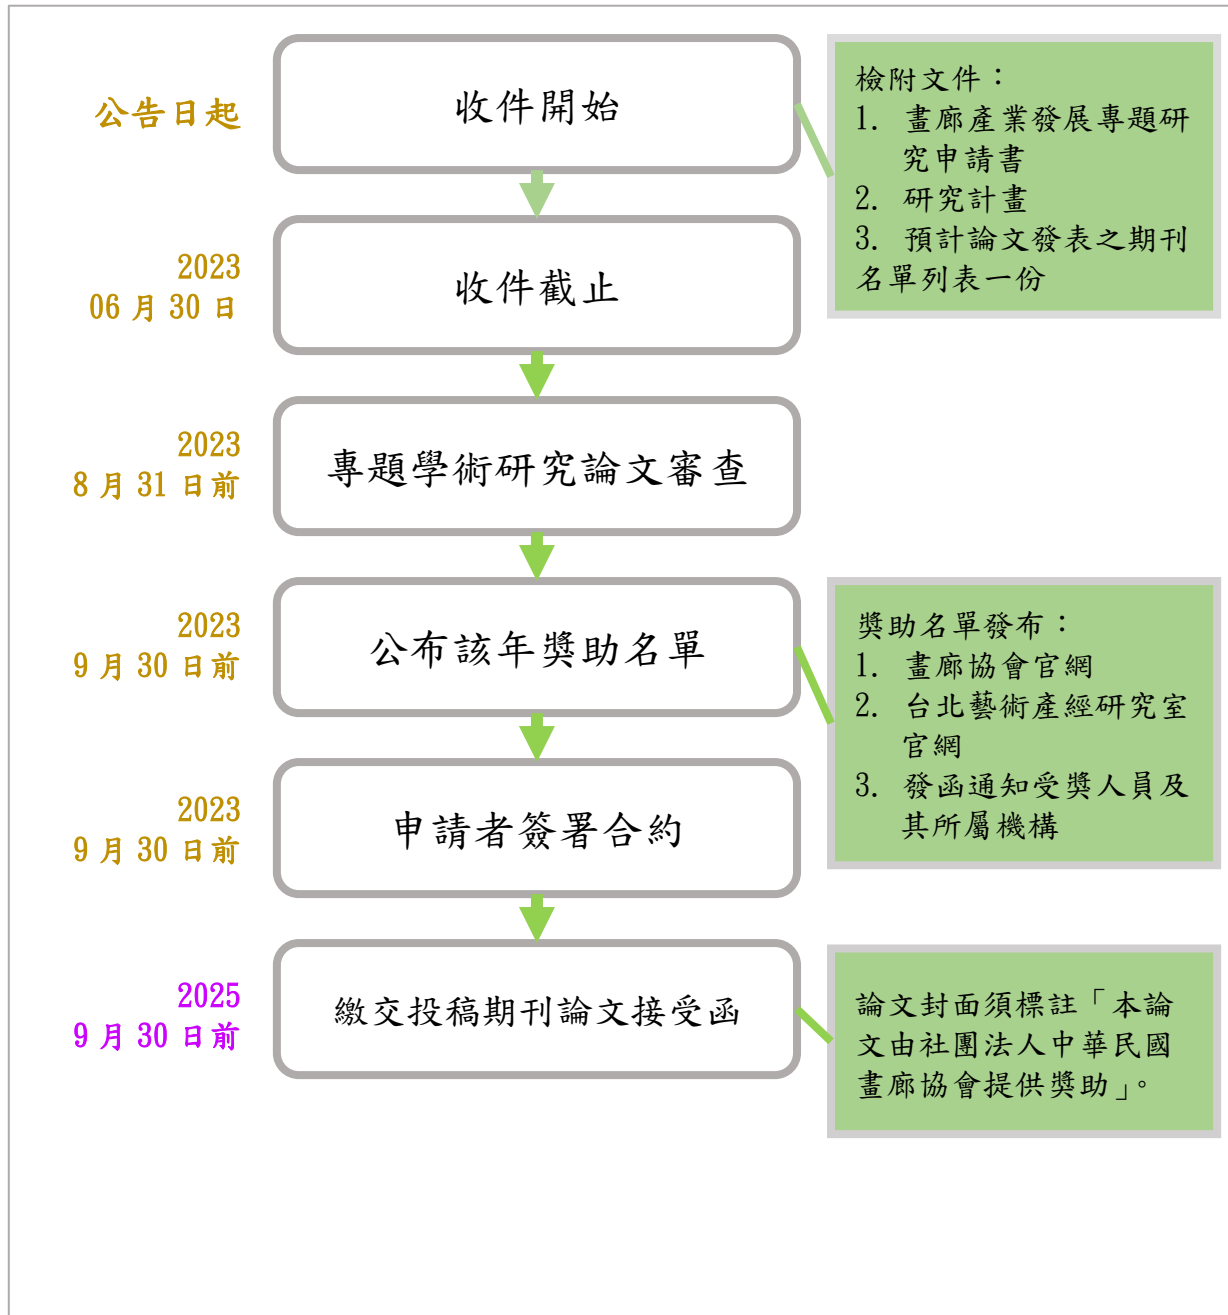 公告日起
收件開始
檢附文件：
1. 畫廊產業發展專題研
究申請書
2. 研究計畫
3. 預計論文發表之期刊
名單列表一份
2023
06 月 30 日
收件截止
2023
8 月 31 日前
專題學術研究論文審查
2023
9 月 30 日前
公布該年獎助名單
獎助名單發布：
1. 畫廊協會官網
2. 台北藝術產經研究室
官網
3. 發函通知受獎人員及
其所屬機構
2023
9 月 30 日前
申請者簽署合約
2025
9 月 30 日前
繳交投稿期刊論文接受函
論文封面須標註「本論
文由社團法人中華民國
畫廊協會提供獎助」。